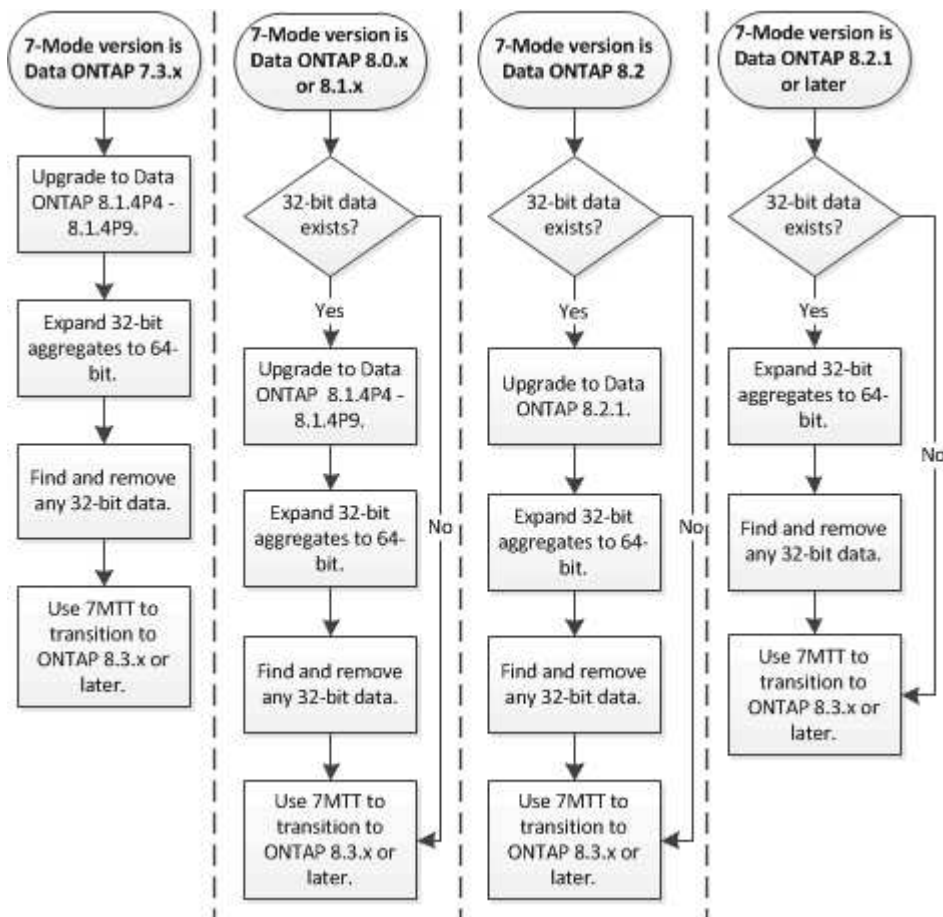 7-Mode version is
Data ONTAP 7.3.x
Upgrade to Data
ONTAP 8.1.4P4 -
8.1.4P9.
Expand 32-bit
aggregates to 64-
bit.
Find and remove
any 32-bit data.
Use 7MTT to
transition to
ONTAP 8.3.x or
later.
7-Mode version is
Data ONTAP 8.0.x
or 8.1.x
32-bit data
exists?
Yes
No
Upgrade to Data
ONTAP 8.1.4P4 -
8.1.4P9.
Expand 32-bit
aggregates to 64-
bit.
Find and remove
any 32-bit data.
Use 7MTT to
transition to
ONTAP 8.3.x or
later.
7-Mode version is
Data ONTAP 8.2
32-bit data
exists?
Yes
No
Upgrade to Data
ONTAP 8.2.1.
Expand 32-bit
aggregates to 64-
bit.
Find and remove
any 32-bit data.
Use 7MTT to
transition to
ONTAP 8.3.x or
later.
7-Mode version is
Data ONTAP 8.2.1
or later
32-bit data
exists?
Yes
No
Expand 32-bit
aggregates to 64-
bit.
Find and remove
any 32-bit data.
Use 7MTT to
transition to
ONTAP 8.3.x or
later.